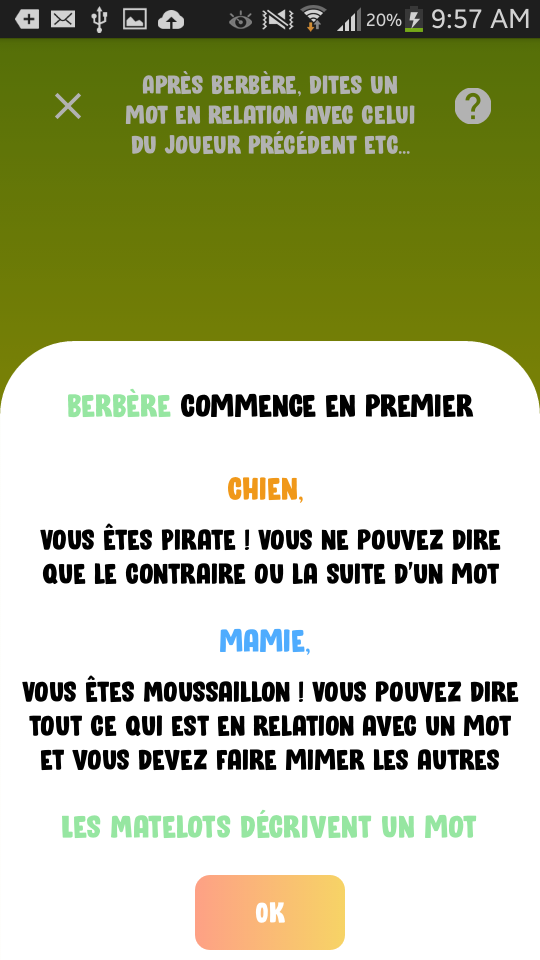 20% 9:57 AM
APRÈS BERBÈRE, DITES UN
MOT EN RELATION AVEC CELUI
DU JOUEUR PRÉCÉDENT ETC...
?
BERBÈRE COMMENCE EN PREMIER
CHIEN,
VOUS ÊTES PIRATE ! VOUS NE POUVEZ DIRE
QUE LE CONTRAIRE OU LA SUITE D'UN MOT
MAMIE,
VOUS ÊTES MOUSSAILLON ! VOUS POUVEZ DIRE
TOUT CE QUI EST EN RELATION AVEC UN MOT
ET VOUS DEVEZ FAIRE MIMER LES AUTRES
LES MATELOTS DÉCRIVENT UN MOT
OK